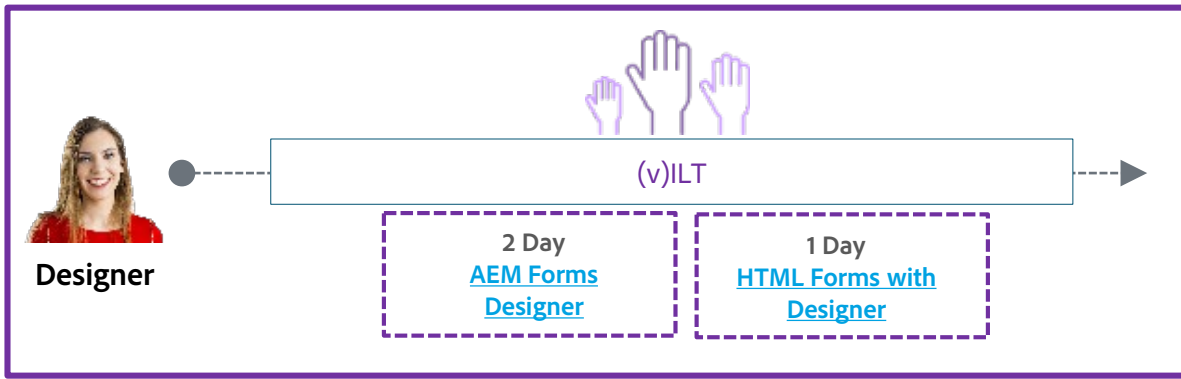 (v)ILT
Designer
2 Day
AEM Forms
Designer
1 Day
HTML Forms with
Designer